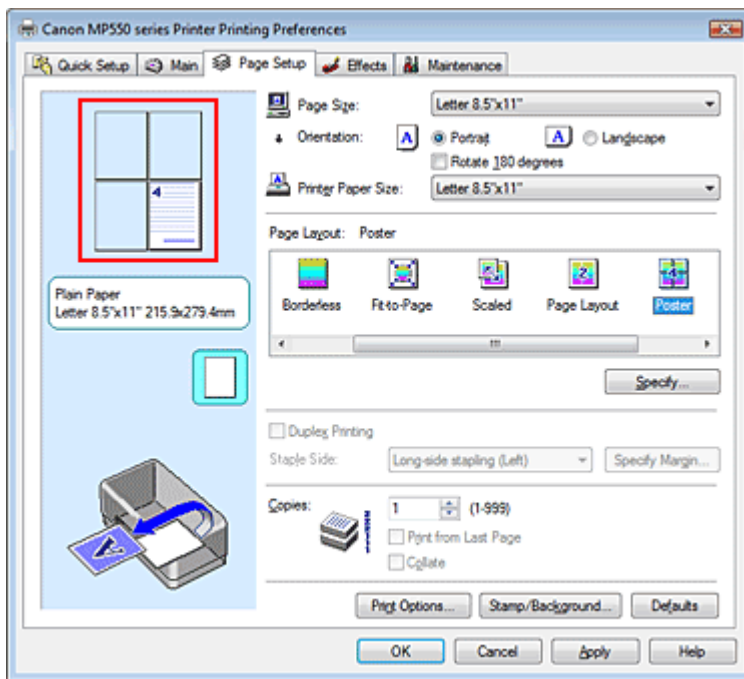 Canon MP550 series Printer Printing Preferences
Quick Setup Main Page Setup Effects Maintenance
Page Size: Letter 8.5"x11"
Orientation: A Portrait A Landscape
Rotate 180 degrees
Printer Paper Size: Letter 8.5"x11"
Page Layout: Poster
Borderless Fit-to-Page Scaled Page Layout Poster
Plain Paper
Letter 8.5"x11" 215.9x279.4mm
Specify...
Duplex Printing
Staple Side: Long-side stapling (Left) Specify Margin...
Copies: 1 (1-999)
Print from Last Page
Collate
Print Options... Stamp/Background... Defaults
OK Cancel Apply Help